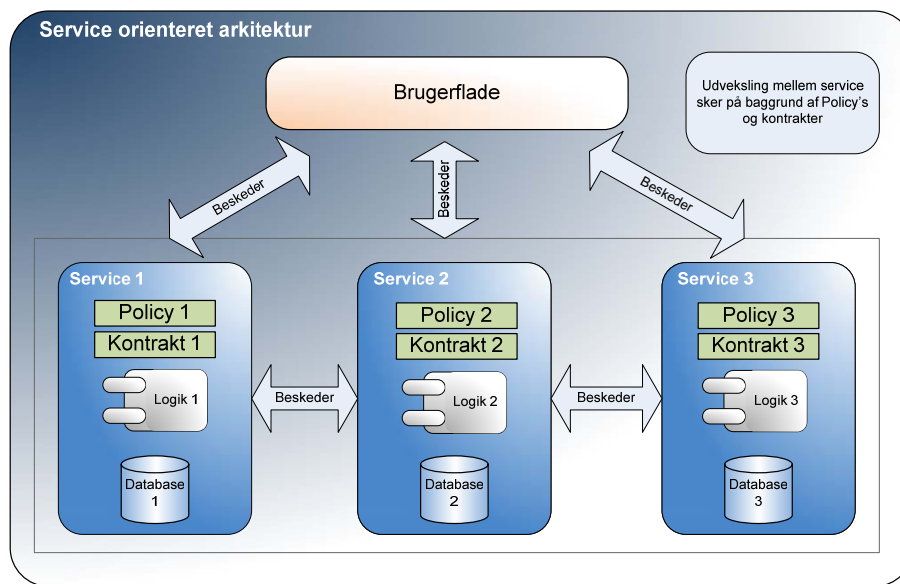 Service orienteret arkitektur
Brugerflade
Udveksling mellem service
sker på baggrund af Policy's
og kontrakter
Beskeder
Beskeder
Beskeder
Service 1
Policy 1
Kontrakt 1
Logik 1
Database
1
Beskeder
Service 2
Policy 2
Kontrakt 2
Logik 2
Database
2
Beskeder
Service 3
Policy 3
Kontrakt 3
Logik 3
Database
3